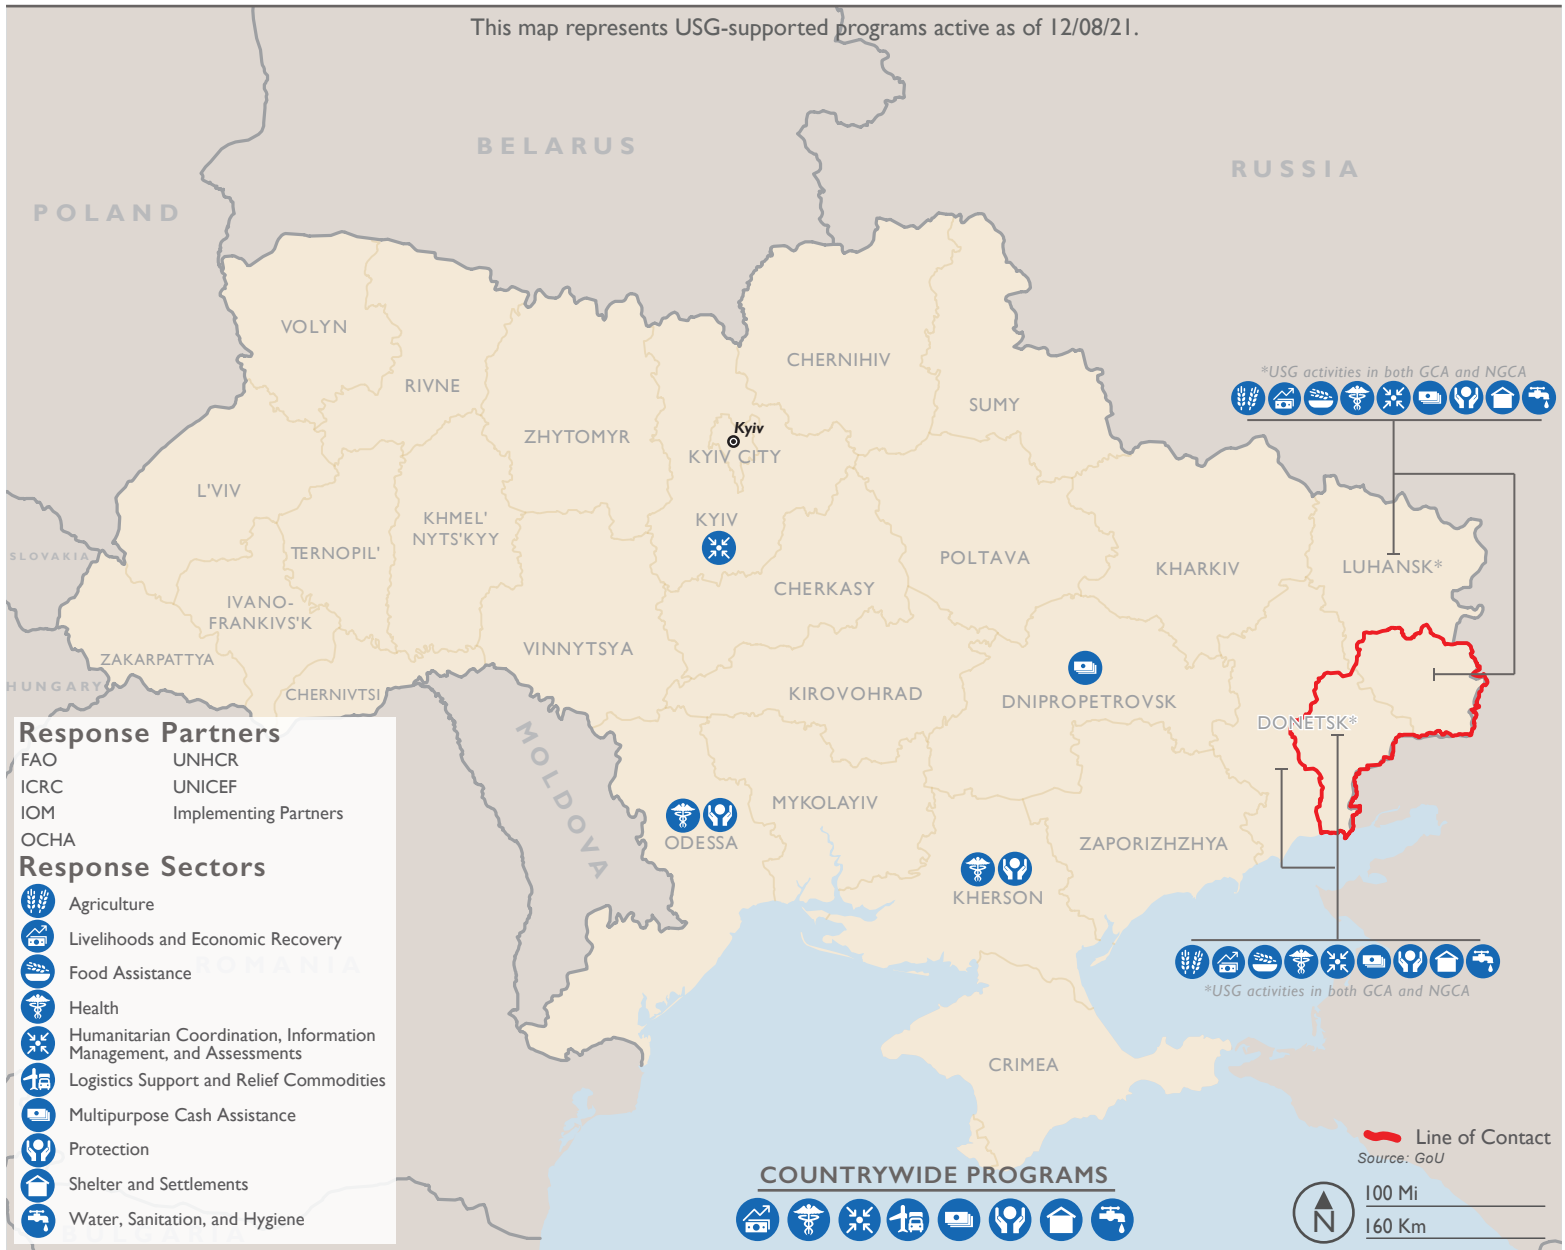 This map represents USG-supported programs active as of 12/08/21.
BELARUS
RUSSIA
POLAND
VOLYN
RIVNE
CHERNIHIV
SUMY
*USG activities in both GCA and NGCA
ZHYTOMYR
Kyiv
KYIV CITY
L'VIV
KYIV
KHMEL'
NYTS'KYY
TERNOPIL'
SLOVAKIA
POLTAVA
KHARKIV
LUHANSK*
CHERKASY
IVANO-
FRANKIVS'K
VINNYTSYA
ZAKARPATTYA
HUNGARY
CHERNIVTSI
KIROVOHRAD
DNIPROPETROVSK
DONETSK*
MOLDOVA
MYKOLAYIV
ODESSA
ZAPORIZHZHYA
KHERSON
*USG activities in both GCA and NGCA
CRIMEA
Response Partners
FAO UNHCR
ICRC UNICEF
IOM Implementing Partners
OCHA
Response Sectors
Agriculture
Livelihoods and Economic Recovery
ROMANIA
Food Assistance
Health
Humanitarian Coordination, Information
Management, and Assessments
Logistics Support and Relief Commodities
Multipurpose Cash Assistance
Protection
Shelter and Settlements
Water, Sanitation, and Hygiene
BULGARIA
COUNTRYWIDE PROGRAMS
Line of Contact
Source: GoU
N
100 Mi
160 Km